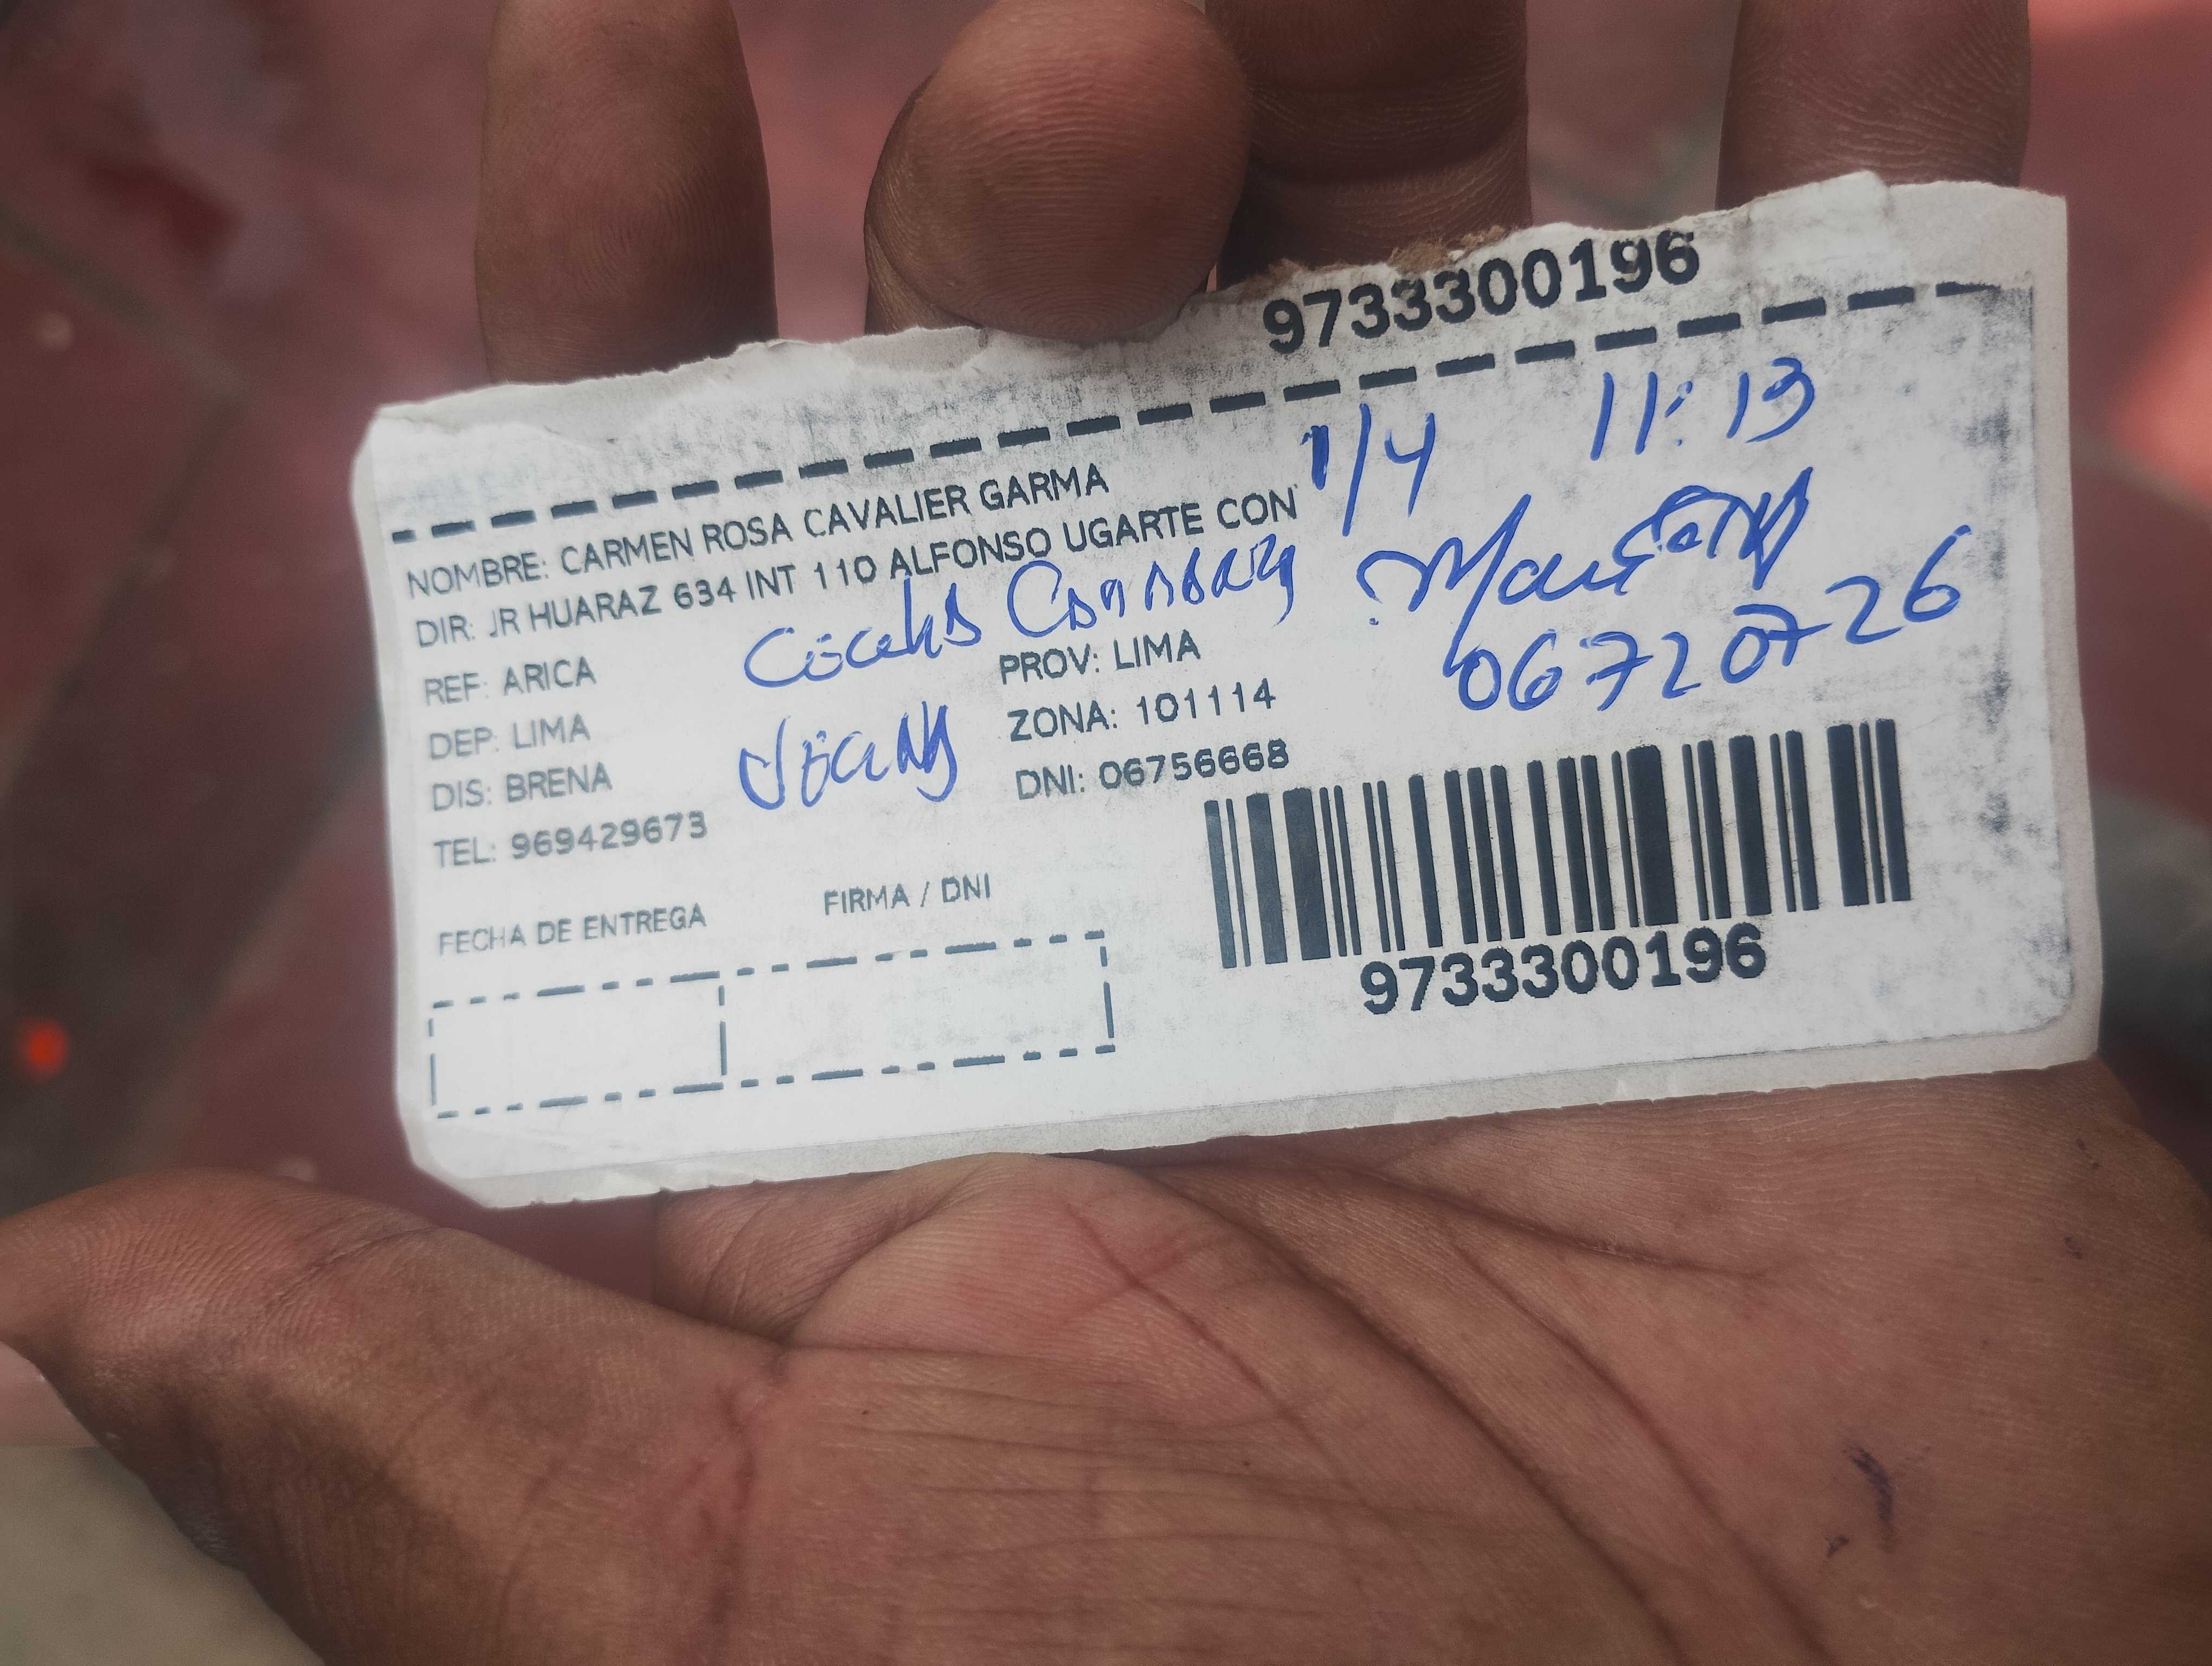 9733300196
1/4 11:13
NOMBRE: CARMEN ROSA CAVALIER GARMA
DIR: JR HUARAZ 634 INT 110 ALFONSO UGARTE CON
REF: ARICA
DEP: LIMA PROV: LIMA
06720726
ZONA: 101114
DIS: BRENA DNI: 06756668
TEL: 969429673
FECHA DE ENTREGA FIRMA / DNI
9733300196